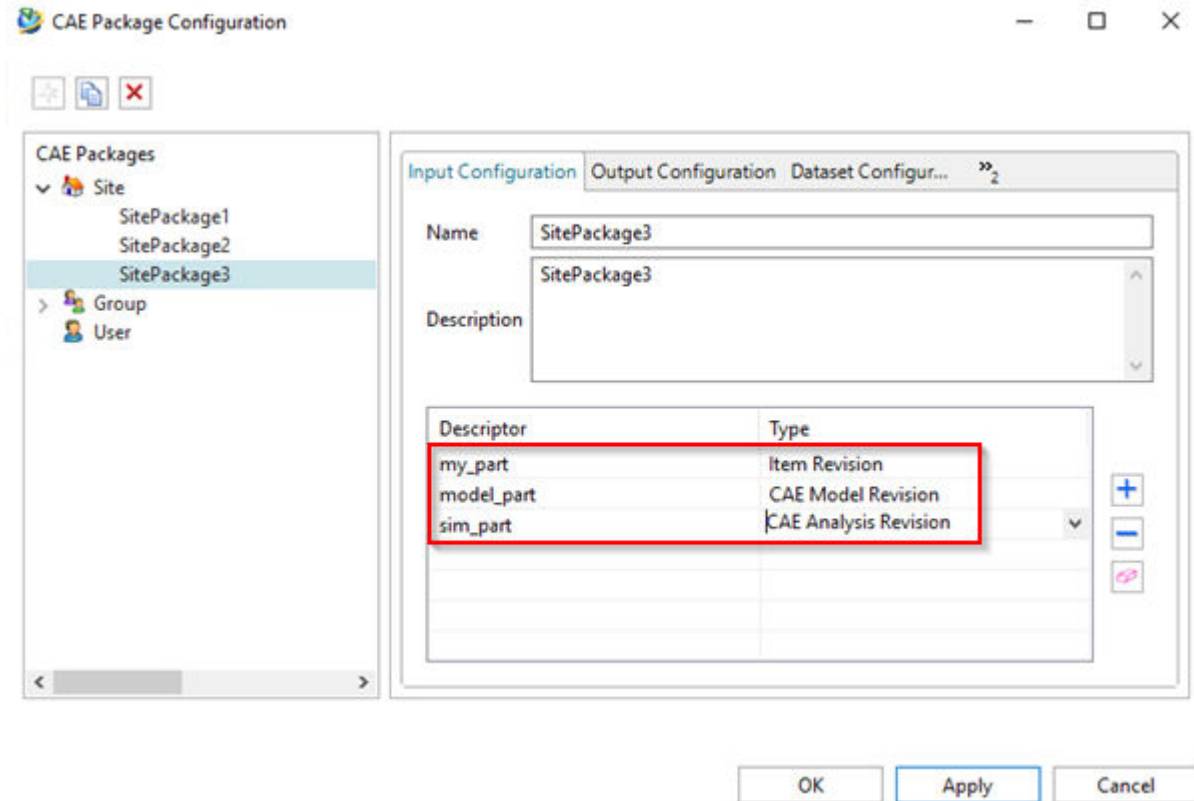 CAE Package Configuration
CAE Packages
Site
SitePackage1
SitePackage2
SitePackage3
Group
User
Input Configuration Output Configuration Dataset Configur... »2
Name SitePackage3
Description SitePackage3
Descriptor Type
my_part Item Revision
model_part CAE Model Revision
sim_part CAE Analysis Revision
OK Apply Cancel